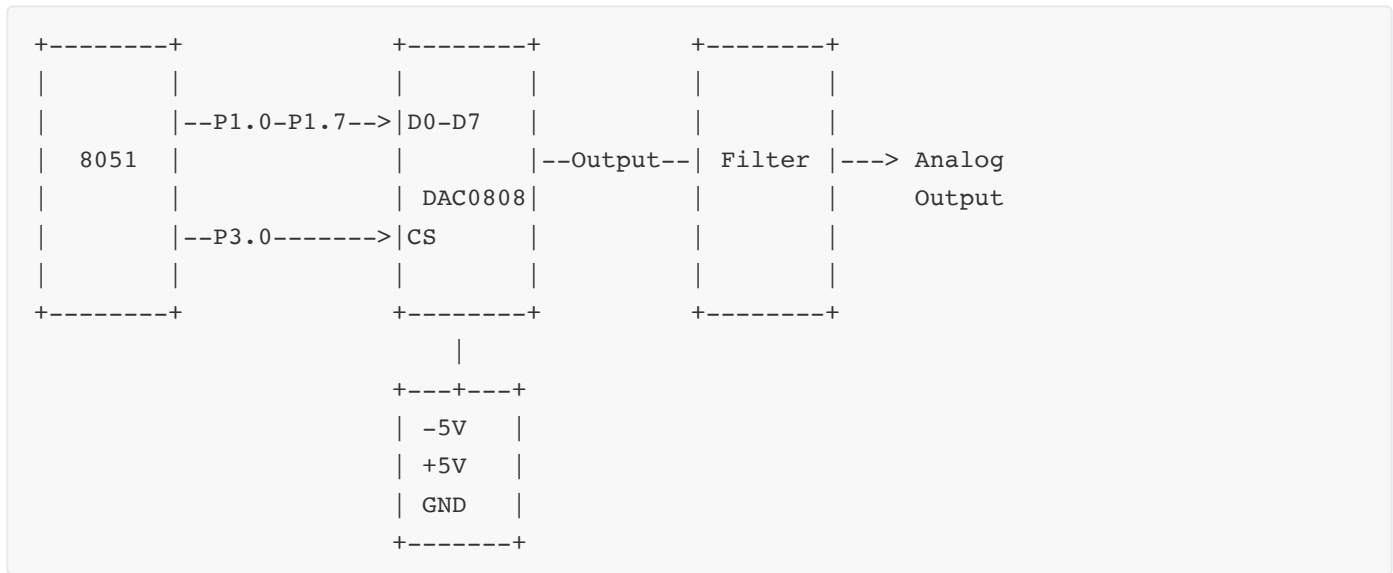 +--------+                +--------+           +--------+
|        |                |        |           |        |
|        |--P1.0-P1.7-->|D0-D7   |           |        |
|  8051  |                |        |--Output--| Filter |---> Analog
|        |                | DAC0808|           |        |     Output
|        |--P3.0------->|CS      |           |        |
|        |                |        |           |        |
+--------+                +--------+           +--------+
|
+---+---+
| -5V   |
| +5V   |
| GND   |
+-------+